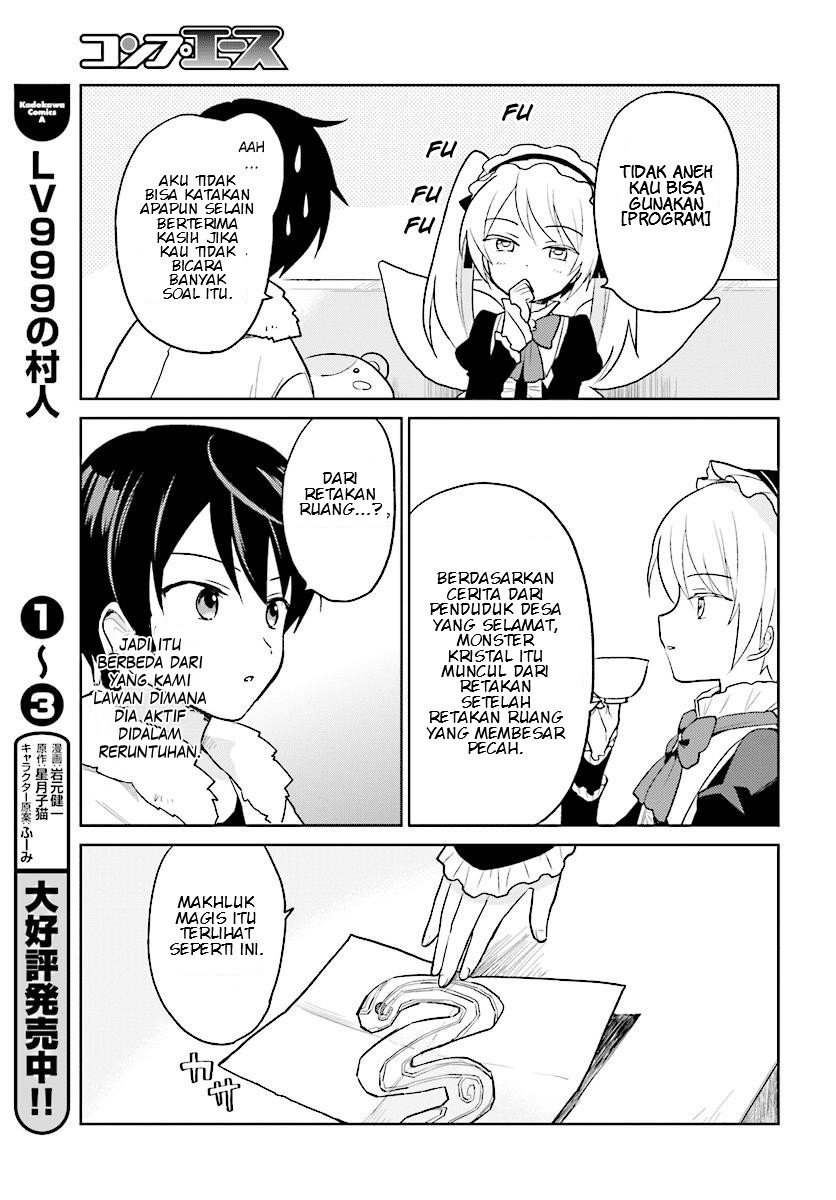 コンプ・エース
Kadokawa
Comics
A
LV999の村人
1〜3
漫画：岩元健一
原作：星月子猫
キャラクター原案：ふーみ
大好評発売中!!
TIDAK ANEH
KAU BISA
GUNAKAN
[PROGRAM]
FU
FU
FU
FU
FU
AAH
...
AKU TIDAK
BISA KATAKAN
APAPUN SELAIN
BERTERIMA
KASIH JIKA
KAU TIDAK
BICARA
BANYAK
SOAL ITU.
BERDASARKAN
CERITA DARI
PENDUDUK DESA
YANG SELAMAT,
MONSTER
KRISTAL ITU
MUNCUL DARI
RETAKAN
SETELAH
RETAKAN RUANG
YANG MEMBESAR
PECAH.
DARI
RETAKAN
RUANG...?,
JADI ITU
BERBEDA DARI
YANG KAMI
LAWAN DIMANA
DIA AKTIF
DIDALAM
RERUNTUHAN.
MAKHLUK
MAGIS ITU
TERLIHAT
SEPERTI INI.
カサ